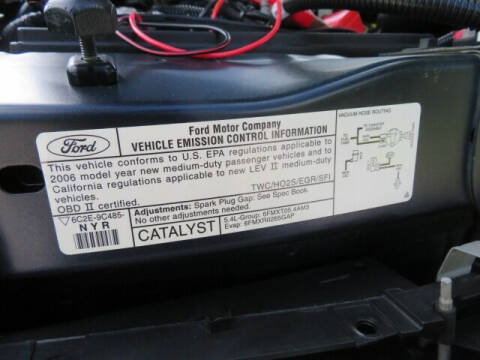 Ford
Ford Motor Company
VEHICLE EMISSION CONTROL INFORMATION
This vehicle conforms to U.S. EPA regulations applicable to
2006 model year new medium-duty passenger vehicles and to
California regulations applicable to new LEV II medium-duty
vehicles.
OBD II certified.
TWC/HO2S/EGR/SFI
6C2E-9C485-
NYR
Adjustments: Spark Plug Gap: See Spec Book.
No other adjustments needed.
CATALYST
5.4L-Group: 6FMXT05.4AM3
Evap: 6FMXR0265GAP
VACUUM HOSE ROUTING